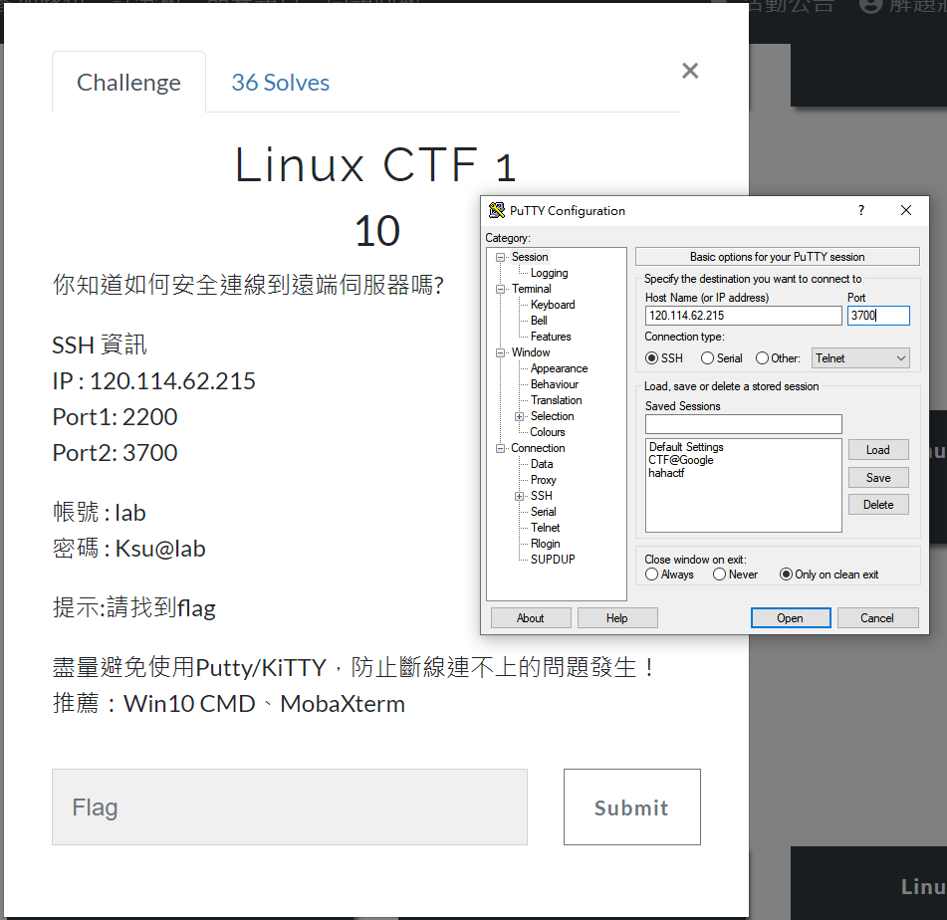 活動公告
解題
Challenge
36 Solves
×
Linux CTF 1
10
你知道如何安全連線到遠端伺服器嗎?
SSH 資訊
IP : 120.114.62.215
Port1: 2200
Port2: 3700
帳號 : lab
密碼 : Ksu@lab
提示:請找到flag
盡量避免使用Putty/KiTTY，防止斷線連不上的問題發生！
推薦：Win10 CMD、MobaXterm
Flag
Submit
PuTTY Configuration
?
×
Category:
Session
Logging
Terminal
Keyboard
Bell
Features
Window
Appearance
Behaviour
Translation
Selection
Colours
Connection
Data
Proxy
SSH
Serial
Telnet
Rlogin
SUPDUP
Basic options for your PuTTY session
Specify the destination you want to connect to
Host Name (or IP address)
Port
120.114.62.215
3700
Connection type:
SSH
Serial
Other:
Telnet
Load, save or delete a stored session
Saved Sessions
Default Settings
CTF@Google
hahactf
Load
Save
Delete
Close window on exit:
Always
Never
Only on clean exit
About
Help
Open
Cancel
Linu